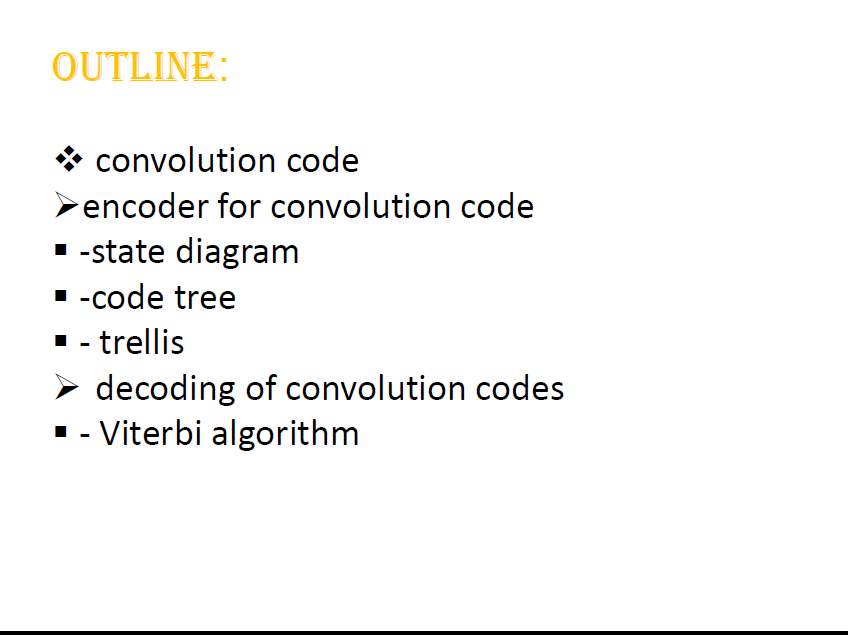 OUTLINE:
❖ convolution code
➢encoder for convolution code
▪ -state diagram
▪ -code tree
▪ - trellis
➢ decoding of convolution codes
▪ - Viterbi algorithm